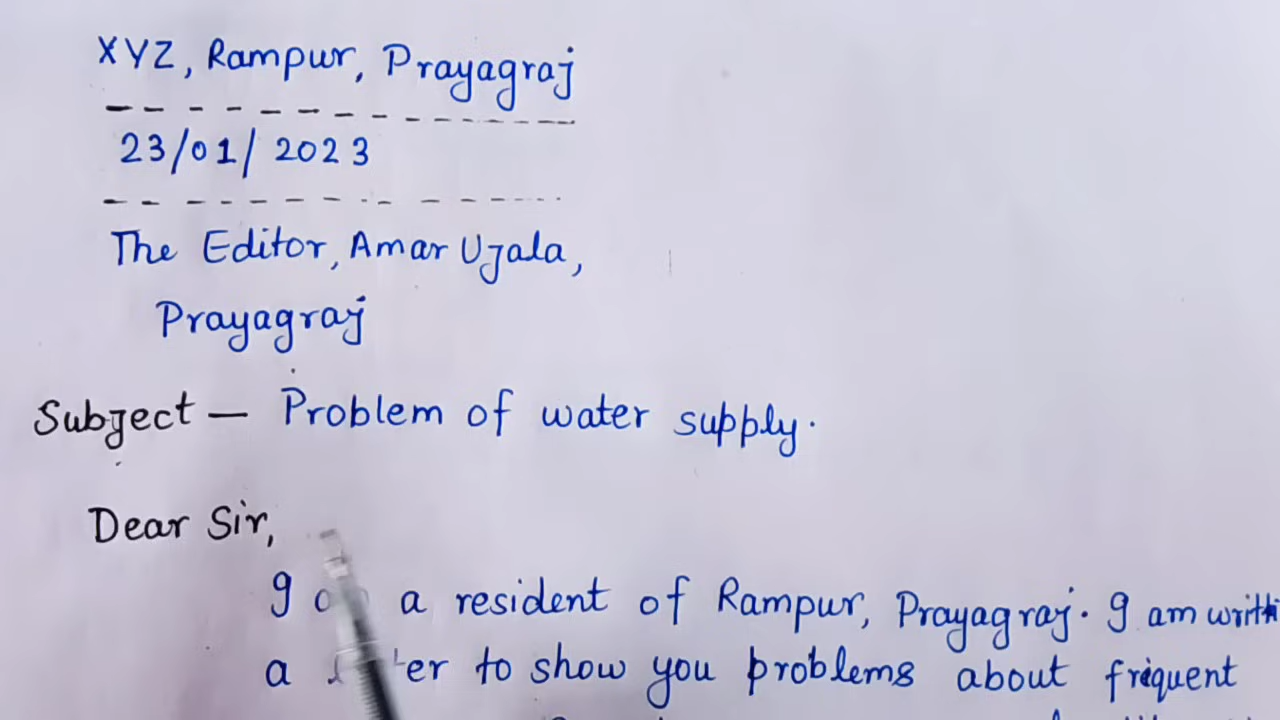 XYZ, Rampur, Prayagraj
23/01/2023
The Editor, Amar Ujala,
Prayagraj
Subject — Problem of water supply.
Dear Sir,
I a resident of Rampur, Prayagraj. I am
a to show you problems about frequent